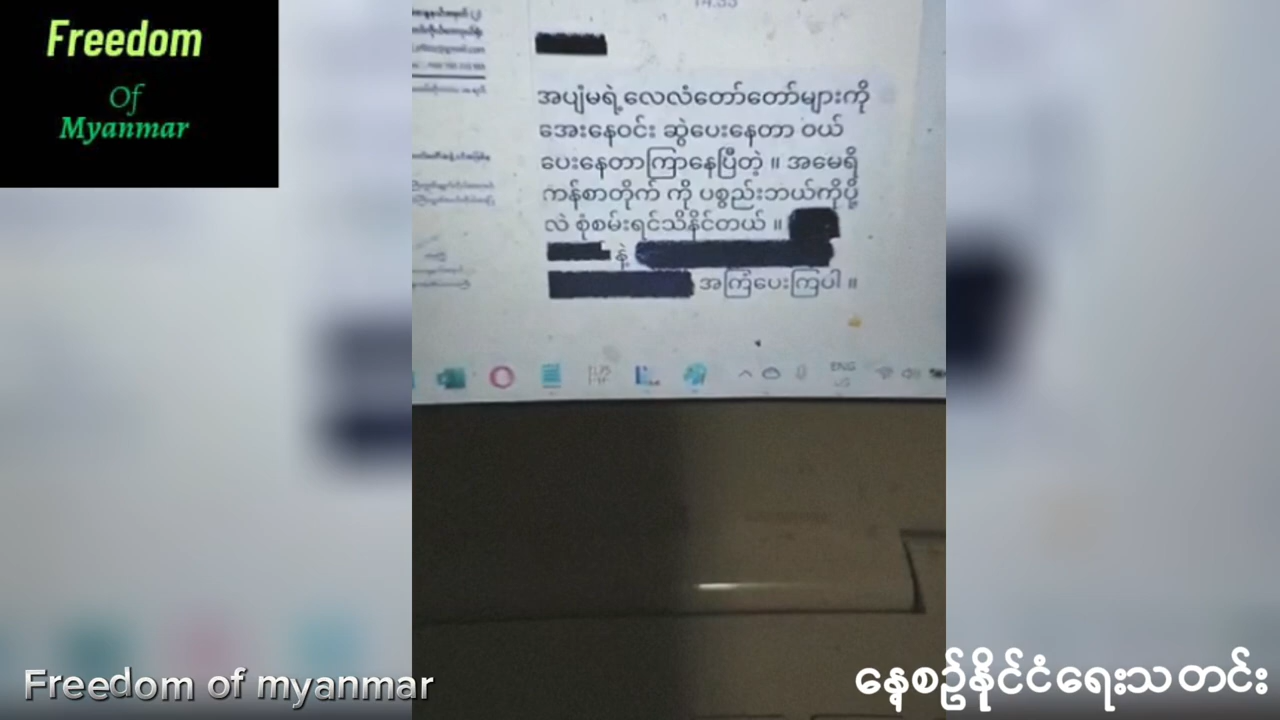 Freedom
Of
Myanmar
14:33
အပျံမရဲ့လေလံတော်တော်များကို
အေးနေဝင်း ဆွဲပေးနေတာ ဝယ်
ပေးနေတာကြာနေပြီတဲ့ ။ အမေရိ
ကန်စာတိုက် ကို ပစ္စည်းဘယ်ကိုပို့
လဲ စုံစမ်းရင်သိနိုင်တယ် ။
နဲ့
အကြံပေးကြပါ ။
ENG
Freedom of myanmar
နေ့စဥ်နိုင်ငံရေးသတင်း